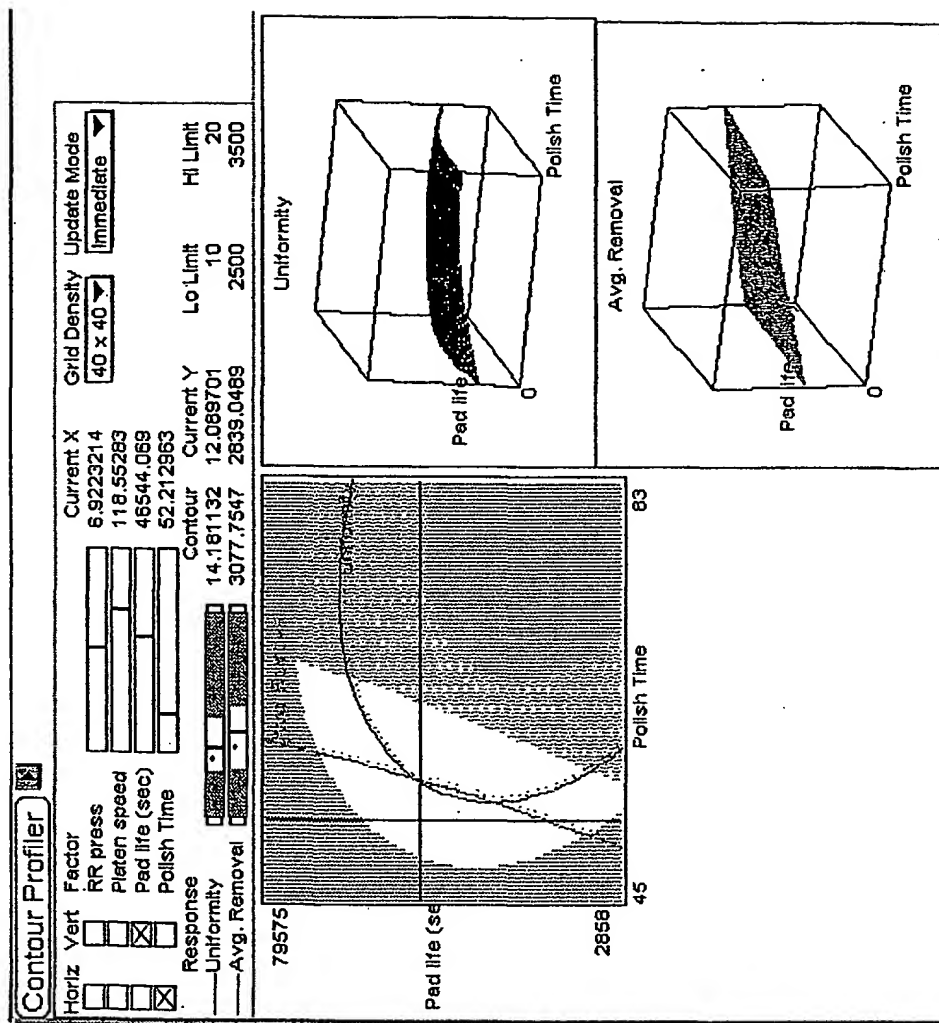 Contour Profiler
Horiz Vert Factor Current X Grid Density Update Mode
RR press 6.9223214 40 x 40 Immediate
Platen speed 118.55283
Pad life (sec) 46544.069
Polish Time 52.212963
Response Contour Current Y Lo Limit Hi Limit
Uniformity 14.181132 12.089701 10 20
Avg. Removal 3077.7547 2839.0489 2500 3500
79575
Pad life (se
2858
45 Polish Time 83
Uniformity
Uniformity
Pad life
0
Polish Time
Avg. Removal
Pad life
0
Polish Time